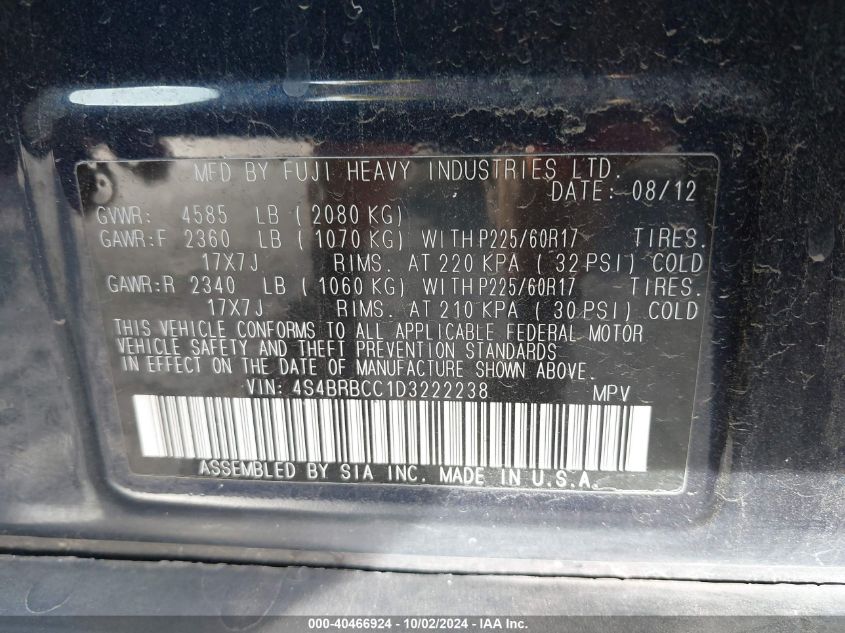 MFD BY FUJI HEAVY INDUSTRIES LTD.
DATE: 08/12
GVWR: 4585 LB ( 2080 KG)
GAWR:F 2360 LB ( 1070 KG) WITHP225/60R17 TIRES.
17X7J RIMS. AT 220 KPA ( 32 PSI) COLD
GAWR:R 2340 LB ( 1060 KG) WITHP225/60R17 TIRES.
17X7J RIMS. AT 210 KPA ( 30 PSI) COLD
THIS VEHICLE CONFORMS TO ALL APPLICABLE FEDERAL MOTOR
VEHICLE SAFETY AND THEFT PREVENTION STANDARDS
IN EFFECT ON THE DATE OF MANUFACTURE SHOWN ABOVE.
VIN: 4S4BRBCC1D3222238 MPV
ASSEMBLED BY SIA INC. MADE IN U.S.A.
000-40466924 - 10/02/2024 - IAA Inc.